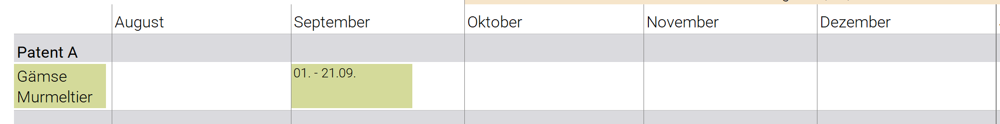 August September Oktober November Dezember
Patent A
Gämse 01. - 21.09.
Murmeltier